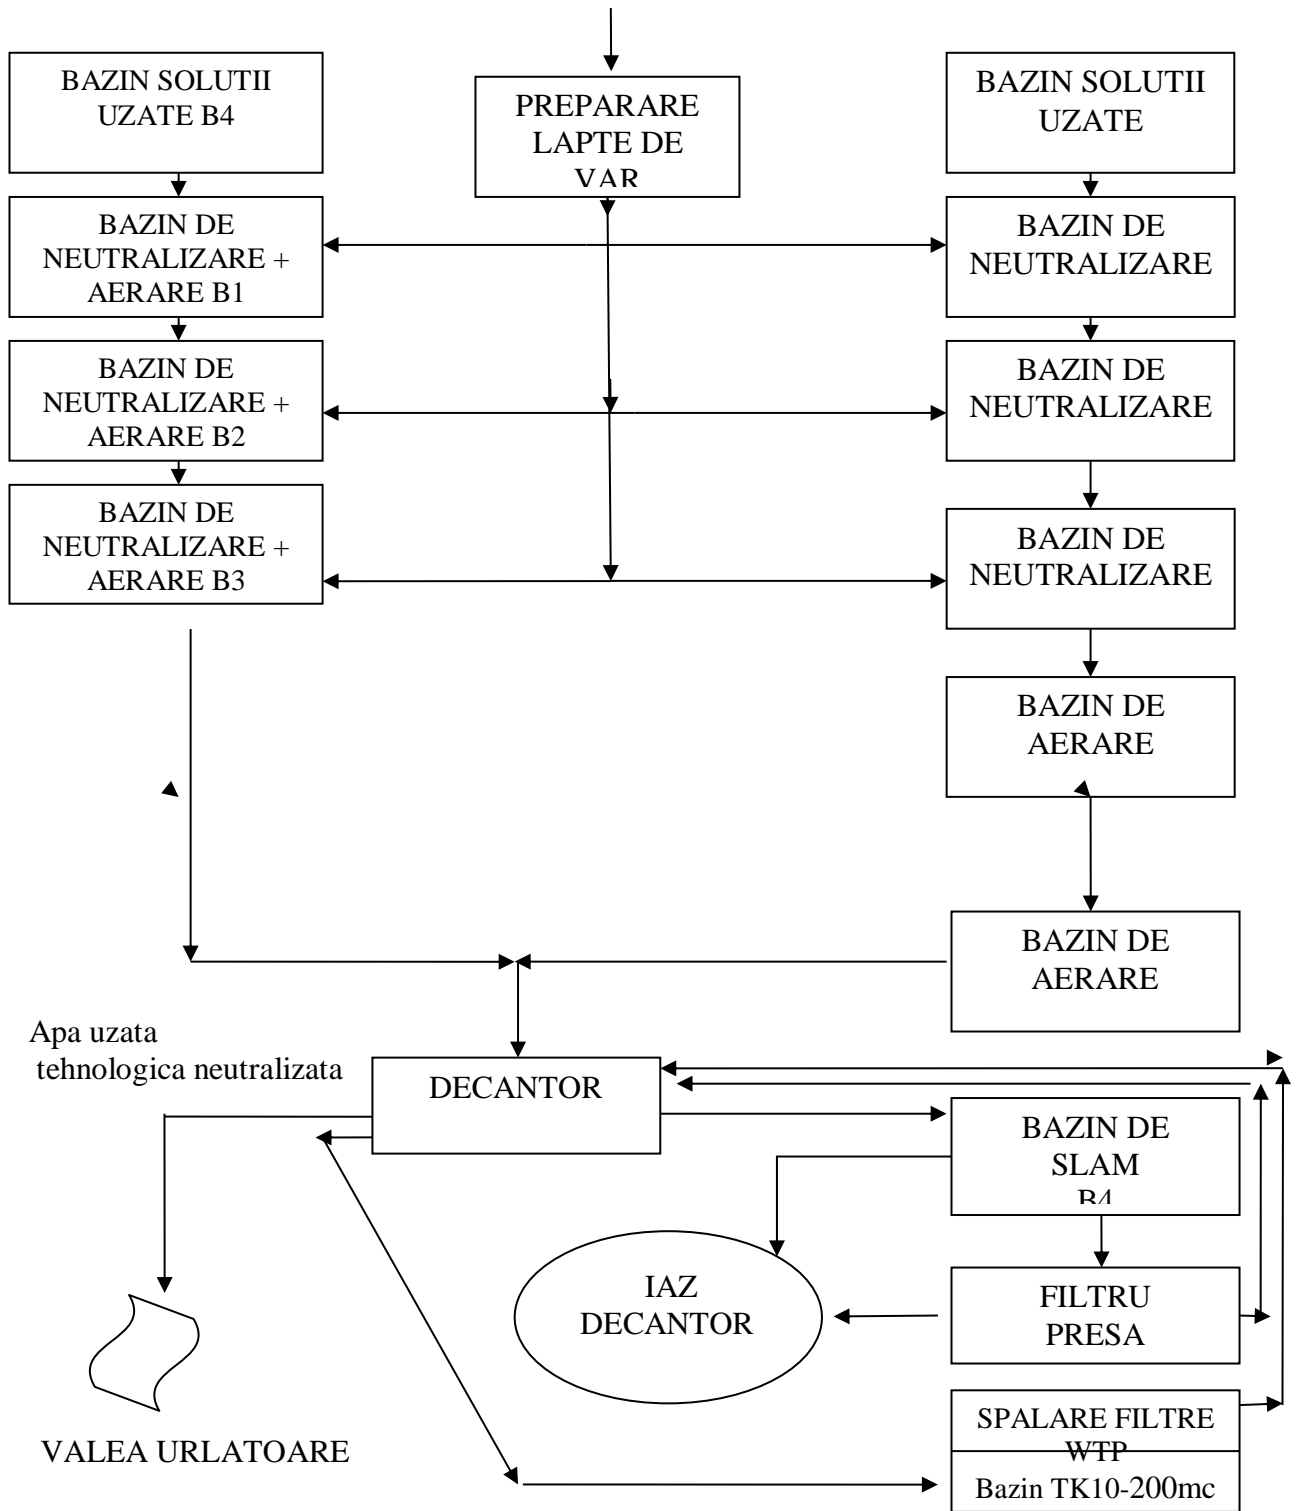 BAZIN SOLUTII
UZATE B4
PREPARARE
LAPTE DE
VAR
BAZIN SOLUTII
UZATE
BAZIN DE
NEUTRALIZARE +
AERARE B1
BAZIN DE
NEUTRALIZARE
BAZIN DE
NEUTRALIZARE +
AERARE B2
BAZIN DE
NEUTRALIZARE
BAZIN DE
NEUTRALIZARE +
AERARE B3
BAZIN DE
NEUTRALIZARE
BAZIN DE
AERARE
BAZIN DE
AERARE
Apa uzata
tehnologica neutralizata
DECANTOR
BAZIN DE
SLAM
B4
IAZ
DECANTOR
FILTRU
PRESA
VALEA URLATOARE
SPALARE FILTRE
WTP
Bazin TK10-200mc